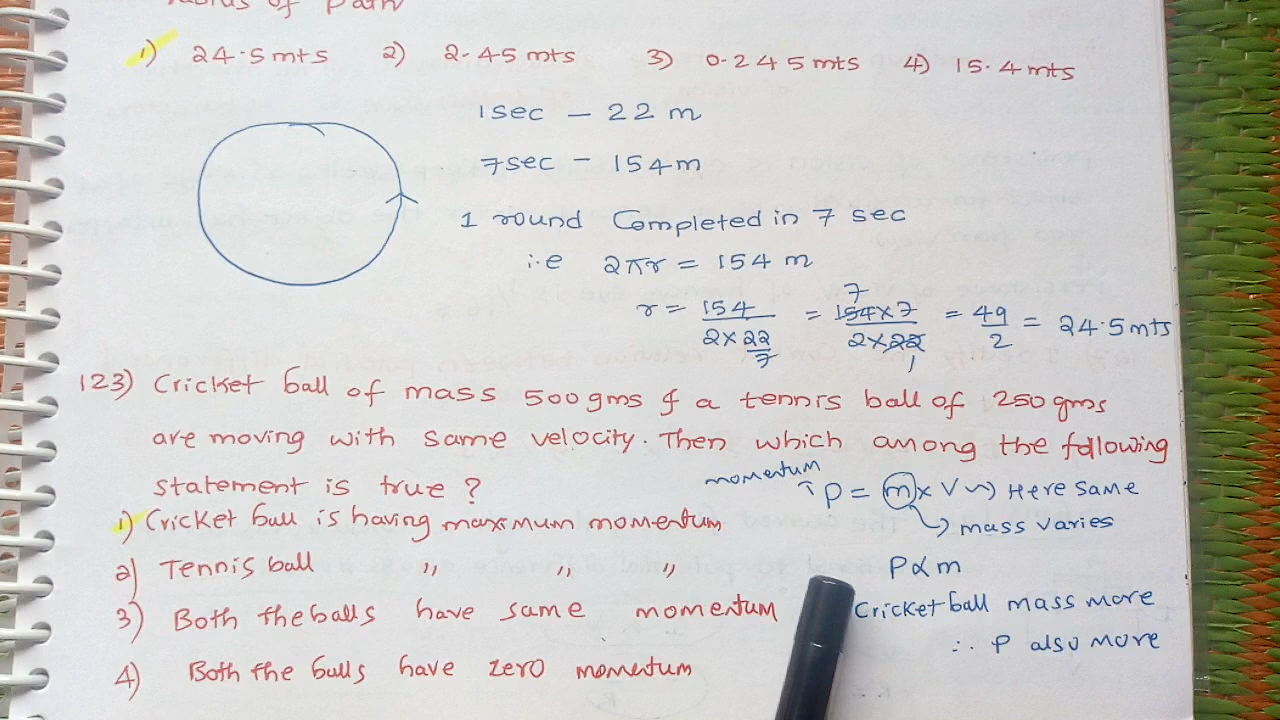 radius of path
1) 24.5 mts 2) 2.45 mts 3) 0.245 mts 4) 15.4 mts
1 sec - 22 m
7 sec - 154 m
1 round Completed in 7 sec
i.e 2πr = 154 m
r = 154 / (2 × 22/7) = 154 × 7 / (2 × 22) = 49/2 = 24.5 mts
7
1
123) Cricket ball of mass 500 gms & a tennis ball of 250 gms
are moving with same velocity. Then which among the following
statement is true?
momentum ↑ P = m × V ~> Here same
1) Cricket ball is having maximum momentum
↳ mass varies
2) Tennis ball ,, ,, ,,
P ∝ m
3) Both the balls have same momentum
Cricket ball mass more
∴ P also more
4) Both the balls have zero momentum